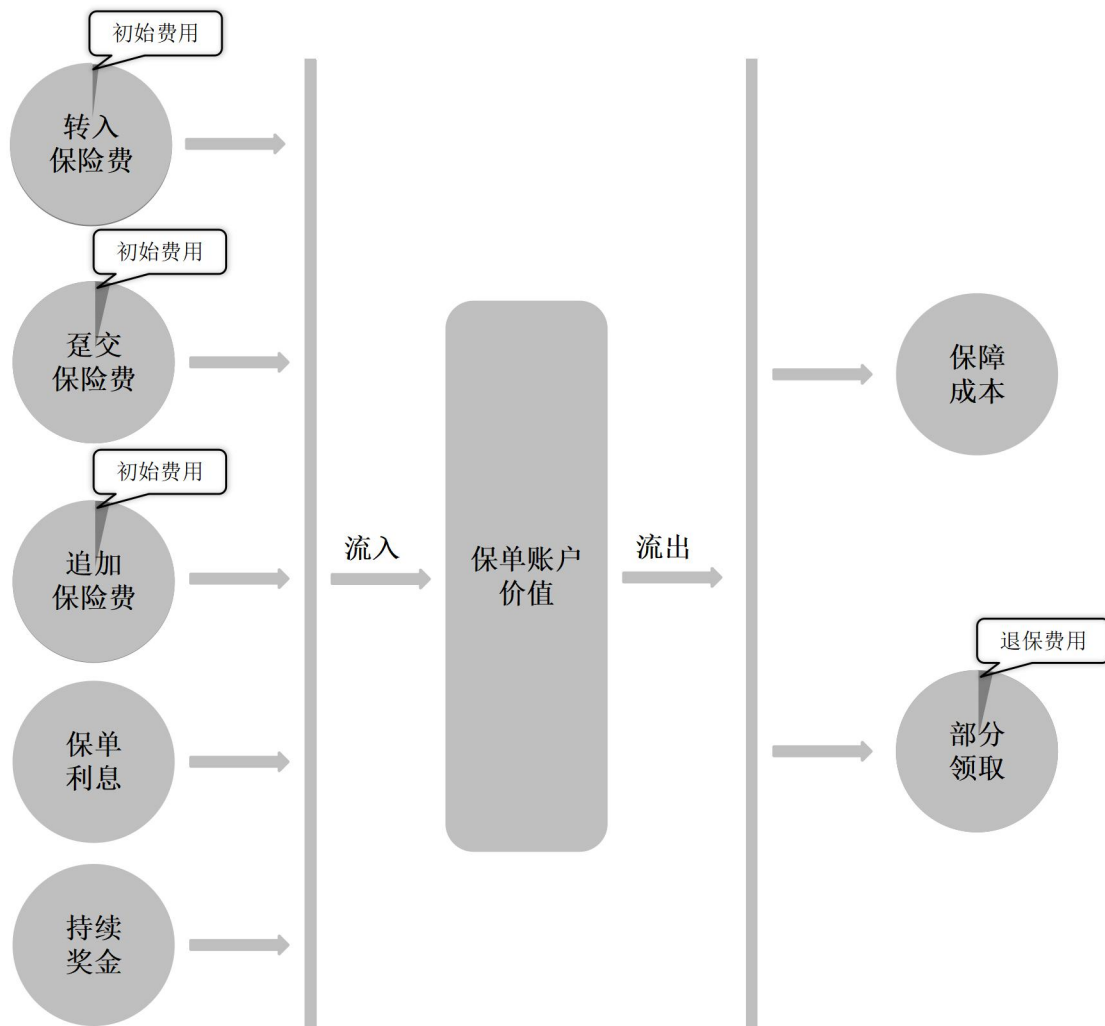 初始费用
转入
保险费
初始费用
趸交
保险费
初始费用
追加
保险费
保单
利息
持续
奖金
流入
保单账户
价值
流出
保障
成本
退保费用
部分
领取